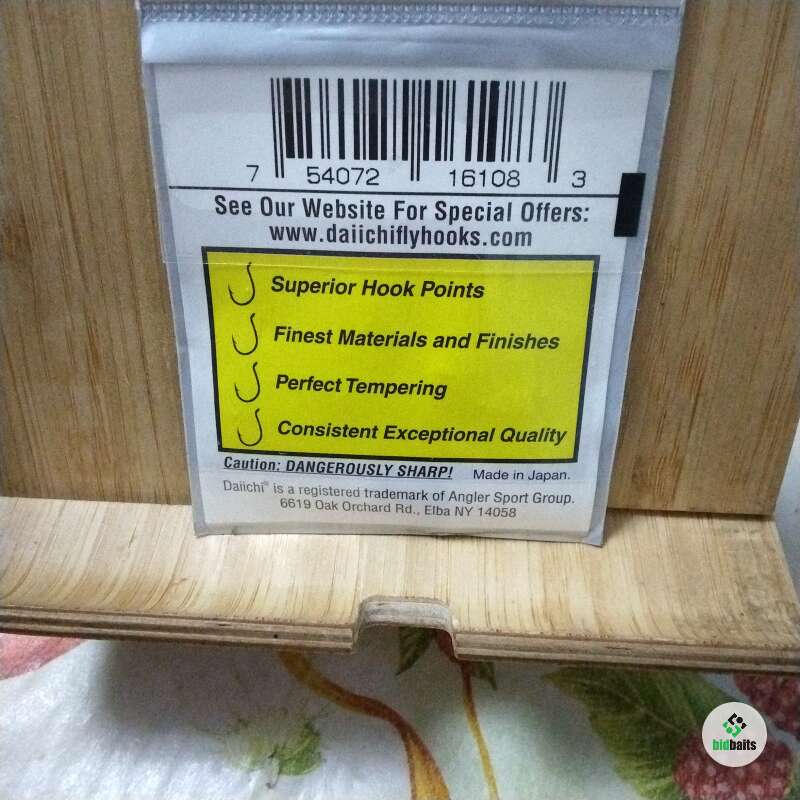 7 54072 16108 3
See Our Website For Special Offers:
www.daiichiflyhooks.com
Superior Hook Points
Finest Materials and Finishes
Perfect Tempering
Consistent Exceptional Quality
Caution: DANGEROUSLY SHARP! Made in Japan.
Daiichi® is a registered trademark of Angler Sport Group.
6619 Oak Orchard Rd., Elba NY 14058
bidbaits